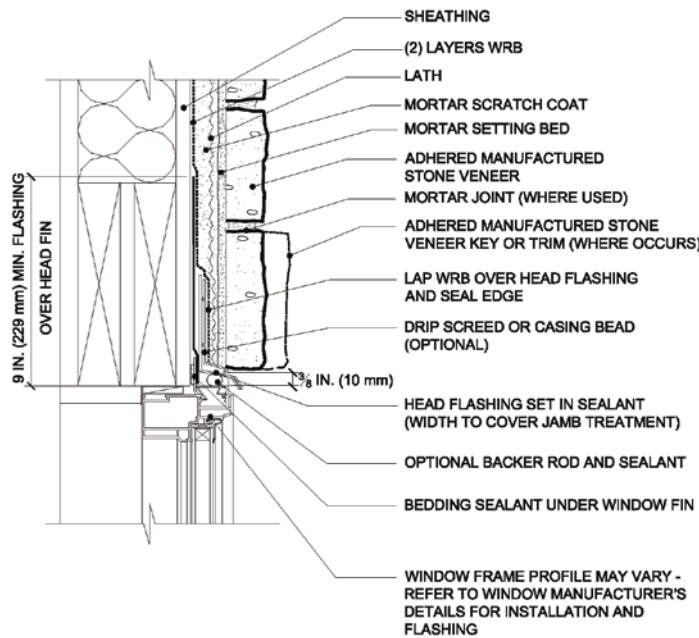 SHEATHING
(2) LAYERS WRB
LATH
MORTAR SCRATCH COAT
MORTAR SETTING BED
ADHERED MANUFACTURED
STONE VENEER
MORTAR JOINT (WHERE USED)
ADHERED MANUFACTURED STONE
VENEER KEY OR TRIM (WHERE OCCURS)
LAP WRB OVER HEAD FLASHING
AND SEAL EDGE
DRIP SCREED OR CASING BEAD
(OPTIONAL)
3/8 IN. (10 mm)
HEAD FLASHING SET IN SEALANT
(WIDTH TO COVER JAMB TREATMENT)
OPTIONAL BACKER ROD AND SEALANT
BEDDING SEALANT UNDER WINDOW FIN
WINDOW FRAME PROFILE MAY VARY -
REFER TO WINDOW MANUFACTURER'S
DETAILS FOR INSTALLATION AND
FLASHING
9 IN. (229 mm) MIN. FLASHING
OVER HEAD FIN